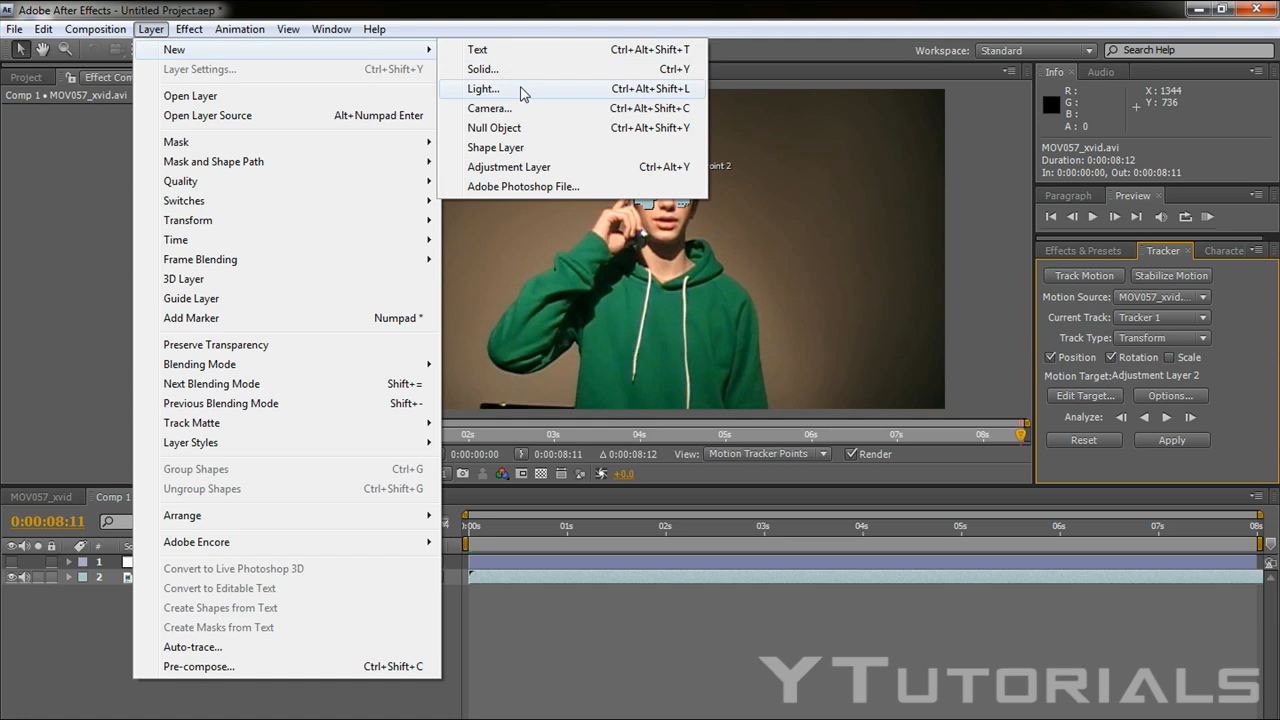 Adobe After Effects - Untitled Project.aep *
File Edit Composition Layer Effect Animation View Window Help
Workspace: Standard Search Help
New
Layer Settings... Ctrl+Shift+Y
Open Layer
Open Layer Source Alt+Numpad Enter
Mask
Mask and Shape Path
Quality
Switches
Transform
Time
Frame Blending
3D Layer
Guide Layer
Add Marker Numpad *
Preserve Transparency
Blending Mode
Next Blending Mode Shift+=
Previous Blending Mode Shift+-
Track Matte
Layer Styles
Group Shapes Ctrl+G
Ungroup Shapes Ctrl+Shift+G
Arrange
Adobe Encore
Convert to Live Photoshop 3D
Convert to Editable Text
Create Shapes from Text
Create Masks from Text
Auto-trace...
Pre-compose... Ctrl+Shift+C
Text Ctrl+Alt+Shift+T
Solid... Ctrl+Y
Light... Ctrl+Alt+Shift+L
Camera... Ctrl+Alt+Shift+C
Null Object Ctrl+Alt+Shift+Y
Shape Layer
Adjustment Layer Ctrl+Alt+Y
Adobe Photoshop File...
Project Effect Cont
Comp 1 • MOV057_xvid.avi
oint 2
Info Audio
R: X: 1344
G: Y: 736
B:
A: 0
MOV057_xvid.avi
Duration: 0:00:08:12
In: 0:00:00:00, Out: 0:00:08:11
Paragraph Preview
Effects & Presets Tracker Characte
Track Motion Stabilize Motion
Motion Source: MOV057_xvid....
Current Track: Tracker 1
Track Type: Transform
Position Rotation Scale
Motion Target: Adjustment Layer 2
Edit Target... Options...
Analyze:
Reset Apply
02s 03s 04s 05s 06s 07s 08s
0:00:00:00 0:00:08:11 Δ 0:00:08:12 View: Motion Tracker Points Render
+0.0
MOV057_xvid Comp 1
0:00:08:11
:00s 01s 02s 03s 04s 05s 06s 07s 08s
#
1
2
YTUTORIALS